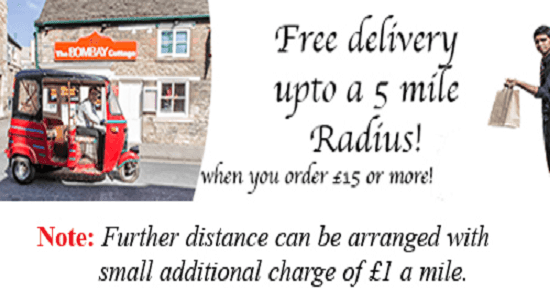 The BOMBAY Cottage
Free delivery
upto a 5 mile
Radius!
when you order £15 or more!
Note: Further distance can be arranged with
small additional charge of £1 a mile.